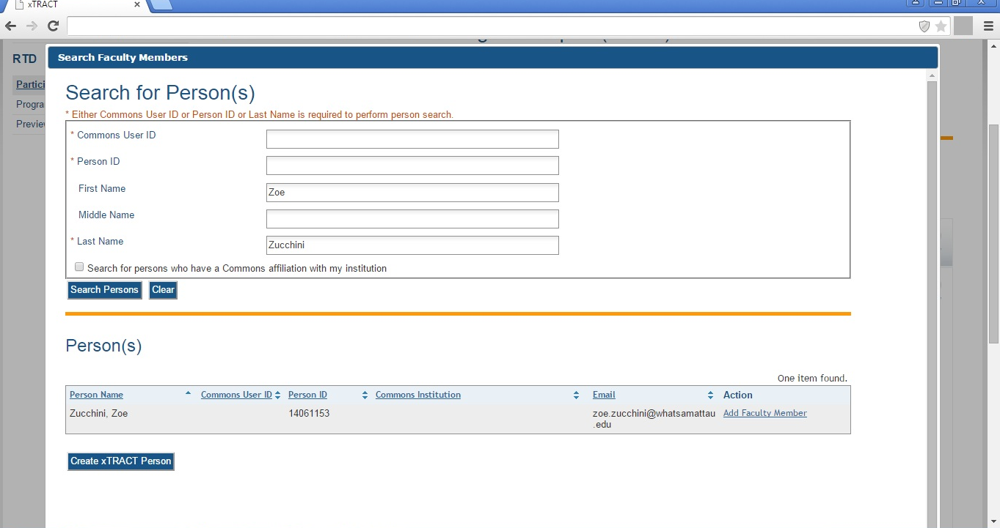 xTRACT
RTD
Search Faculty Members
Partici
Progra
Preview
Search for Person(s)
* Either Commons User ID or Person ID or Last Name is required to perform person search.
* Commons User ID
* Person ID
First Name
Zoe
Middle Name
* Last Name
Zucchini
Search for persons who have a Commons affiliation with my institution
Search Persons Clear
Person(s)
One item found.
Person Name Commons User ID Person ID Commons Institution Email Action
Zucchini, Zoe 14061153 zoe.zucchini@whatsamattau Add Faculty Member
.edu
Create xTRACT Person